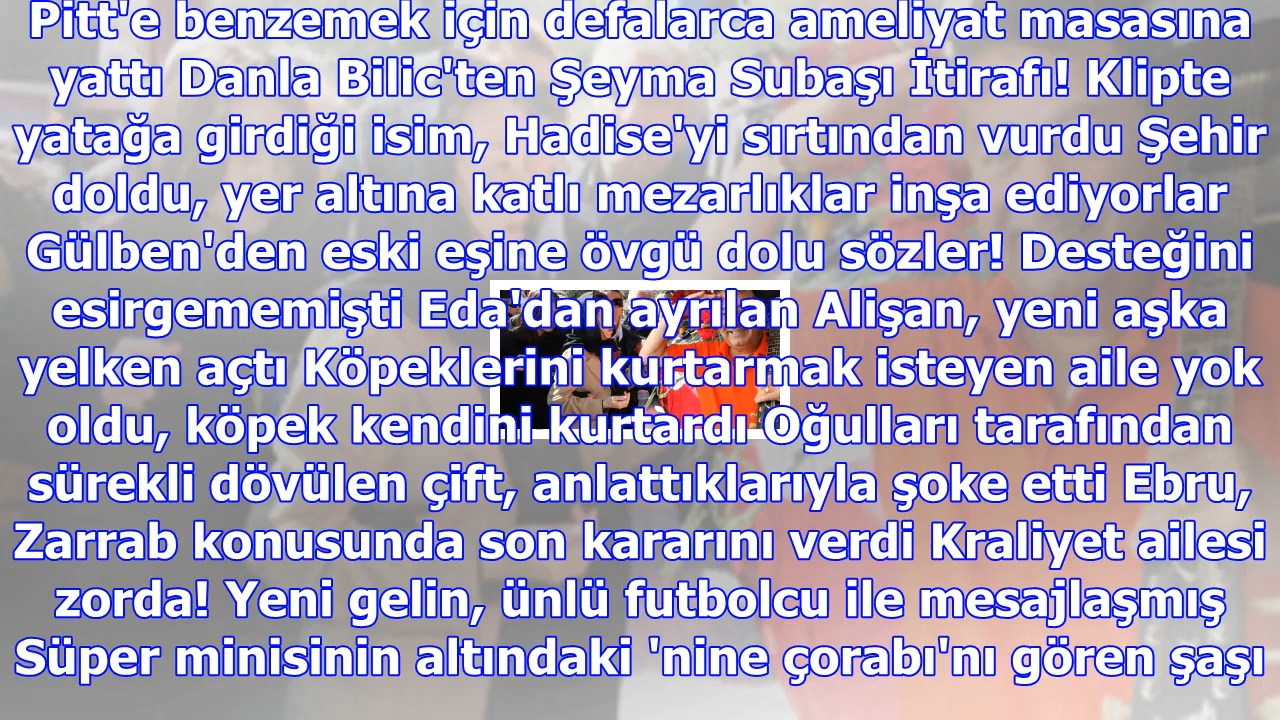 Pitt'e benzemek için defalarca ameliyat masasına
yattı Danla Bilic'ten Şeyma Subaşı İtirafı! Klipte
yatağa girdiği isim, Hadise'yi sırtından vurdu Şehir
doldu, yer altına katlı mezarlıklar inşa ediyorlar
Gülben'den eski eşine övgü dolu sözler! Desteğini
esirgememişti Eda'dan ayrılan Alişan, yeni aşka
yelken açtı Köpeklerini kurtarmak isteyen aile yok
oldu, köpek kendini kurtardı Oğulları tarafından
sürekli dövülen çift, anlattıklarıyla şoke etti Ebru,
Zarrab konusunda son kararını verdi Kraliyet ailesi
zorda! Yeni gelin, ünlü futbolcu ile mesajlaşmış
Süper minisinin altındaki 'nine çorabı'nı gören şaşı